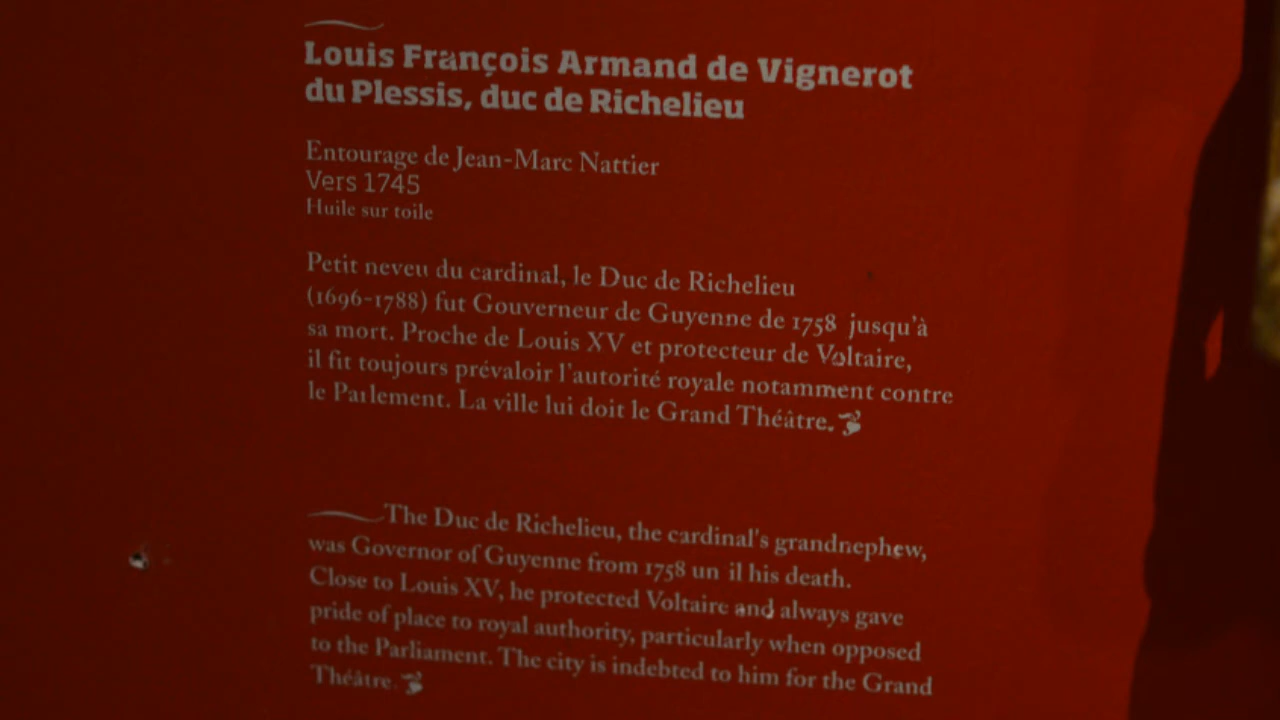 Louis François Armand de Vignerot
du Plessis, duc de Richelieu
Entourage de Jean-Marc Nattier
Vers 1745
Huile sur toile
Petit neveu du cardinal, le Duc de Richelieu
(1696-1788) fut Gouverneur de Guyenne de 1758 jusqu'à
sa mort. Proche de Louis XV et protecteur de Voltaire,
il fit toujours prévaloir l'autorité royale notamment contre
le Parlement. La ville lui doit le Grand Théâtre.
The Duc de Richelieu, the cardinal's grandnephew,
was Governor of Guyenne from 1758 un il his death.
Close to Louis XV, he protected Voltaire and always gave
pride of place to royal authority, particularly when opposed
to the Parliament. The city is indebted to him for the Grand
Théâtre.